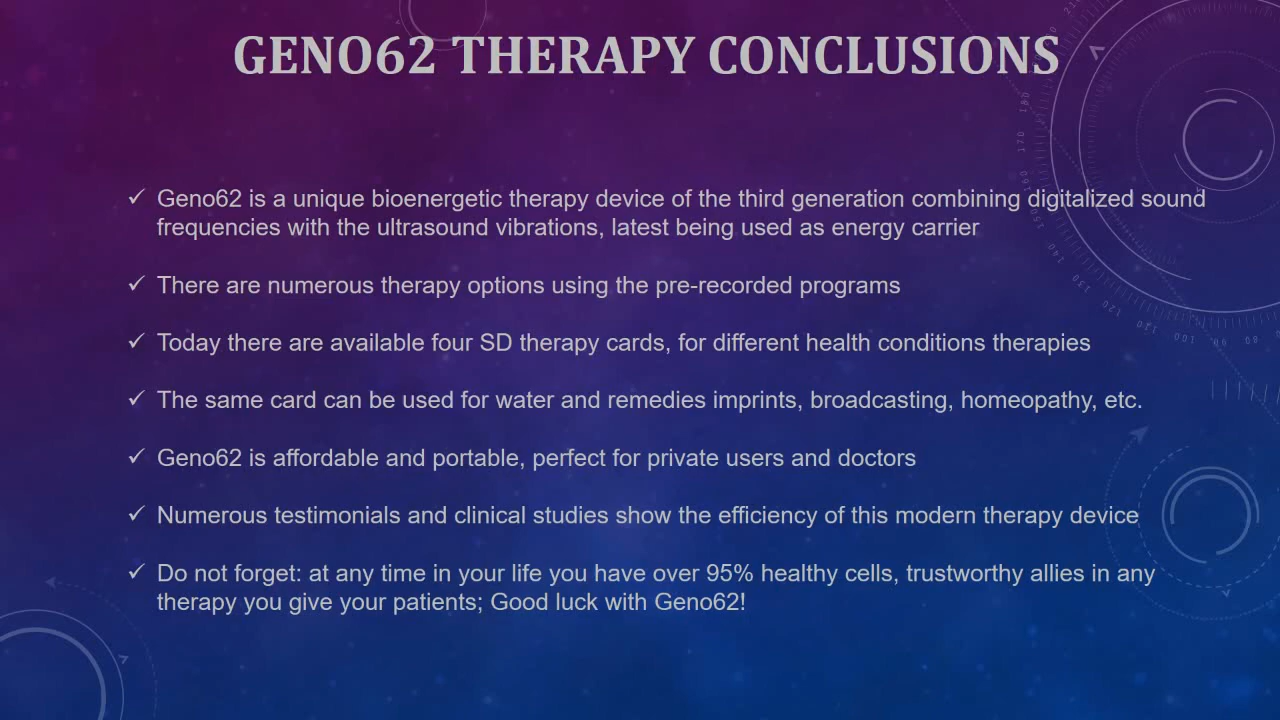 GENO62 THERAPY CONCLUSIONS
✓ Geno62 is a unique bioenergetic therapy device of the third generation combining digitalized sound
frequencies with the ultrasound vibrations, latest being used as energy carrier
✓ There are numerous therapy options using the pre-recorded programs
✓ Today there are available four SD therapy cards, for different health conditions therapies
✓ The same card can be used for water and remedies imprints, broadcasting, homeopathy, etc.
✓ Geno62 is affordable and portable, perfect for private users and doctors
✓ Numerous testimonials and clinical studies show the efficiency of this modern therapy device
✓ Do not forget: at any time in your life you have over 95% healthy cells, trustworthy allies in any
therapy you give your patients; Good luck with Geno62!